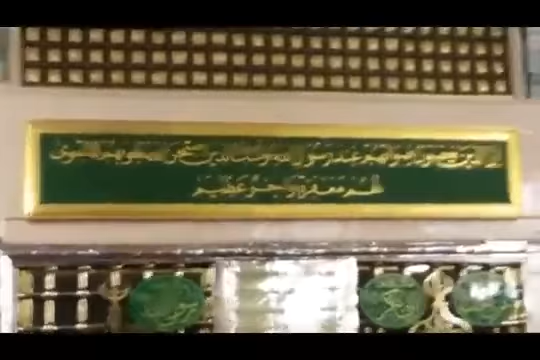 إن الذين يغضون أصواتهم عند رسول الله أولئك الذين امتحن الله قلوبهم للتقوى
لهم مغفرة وأجر عظيم